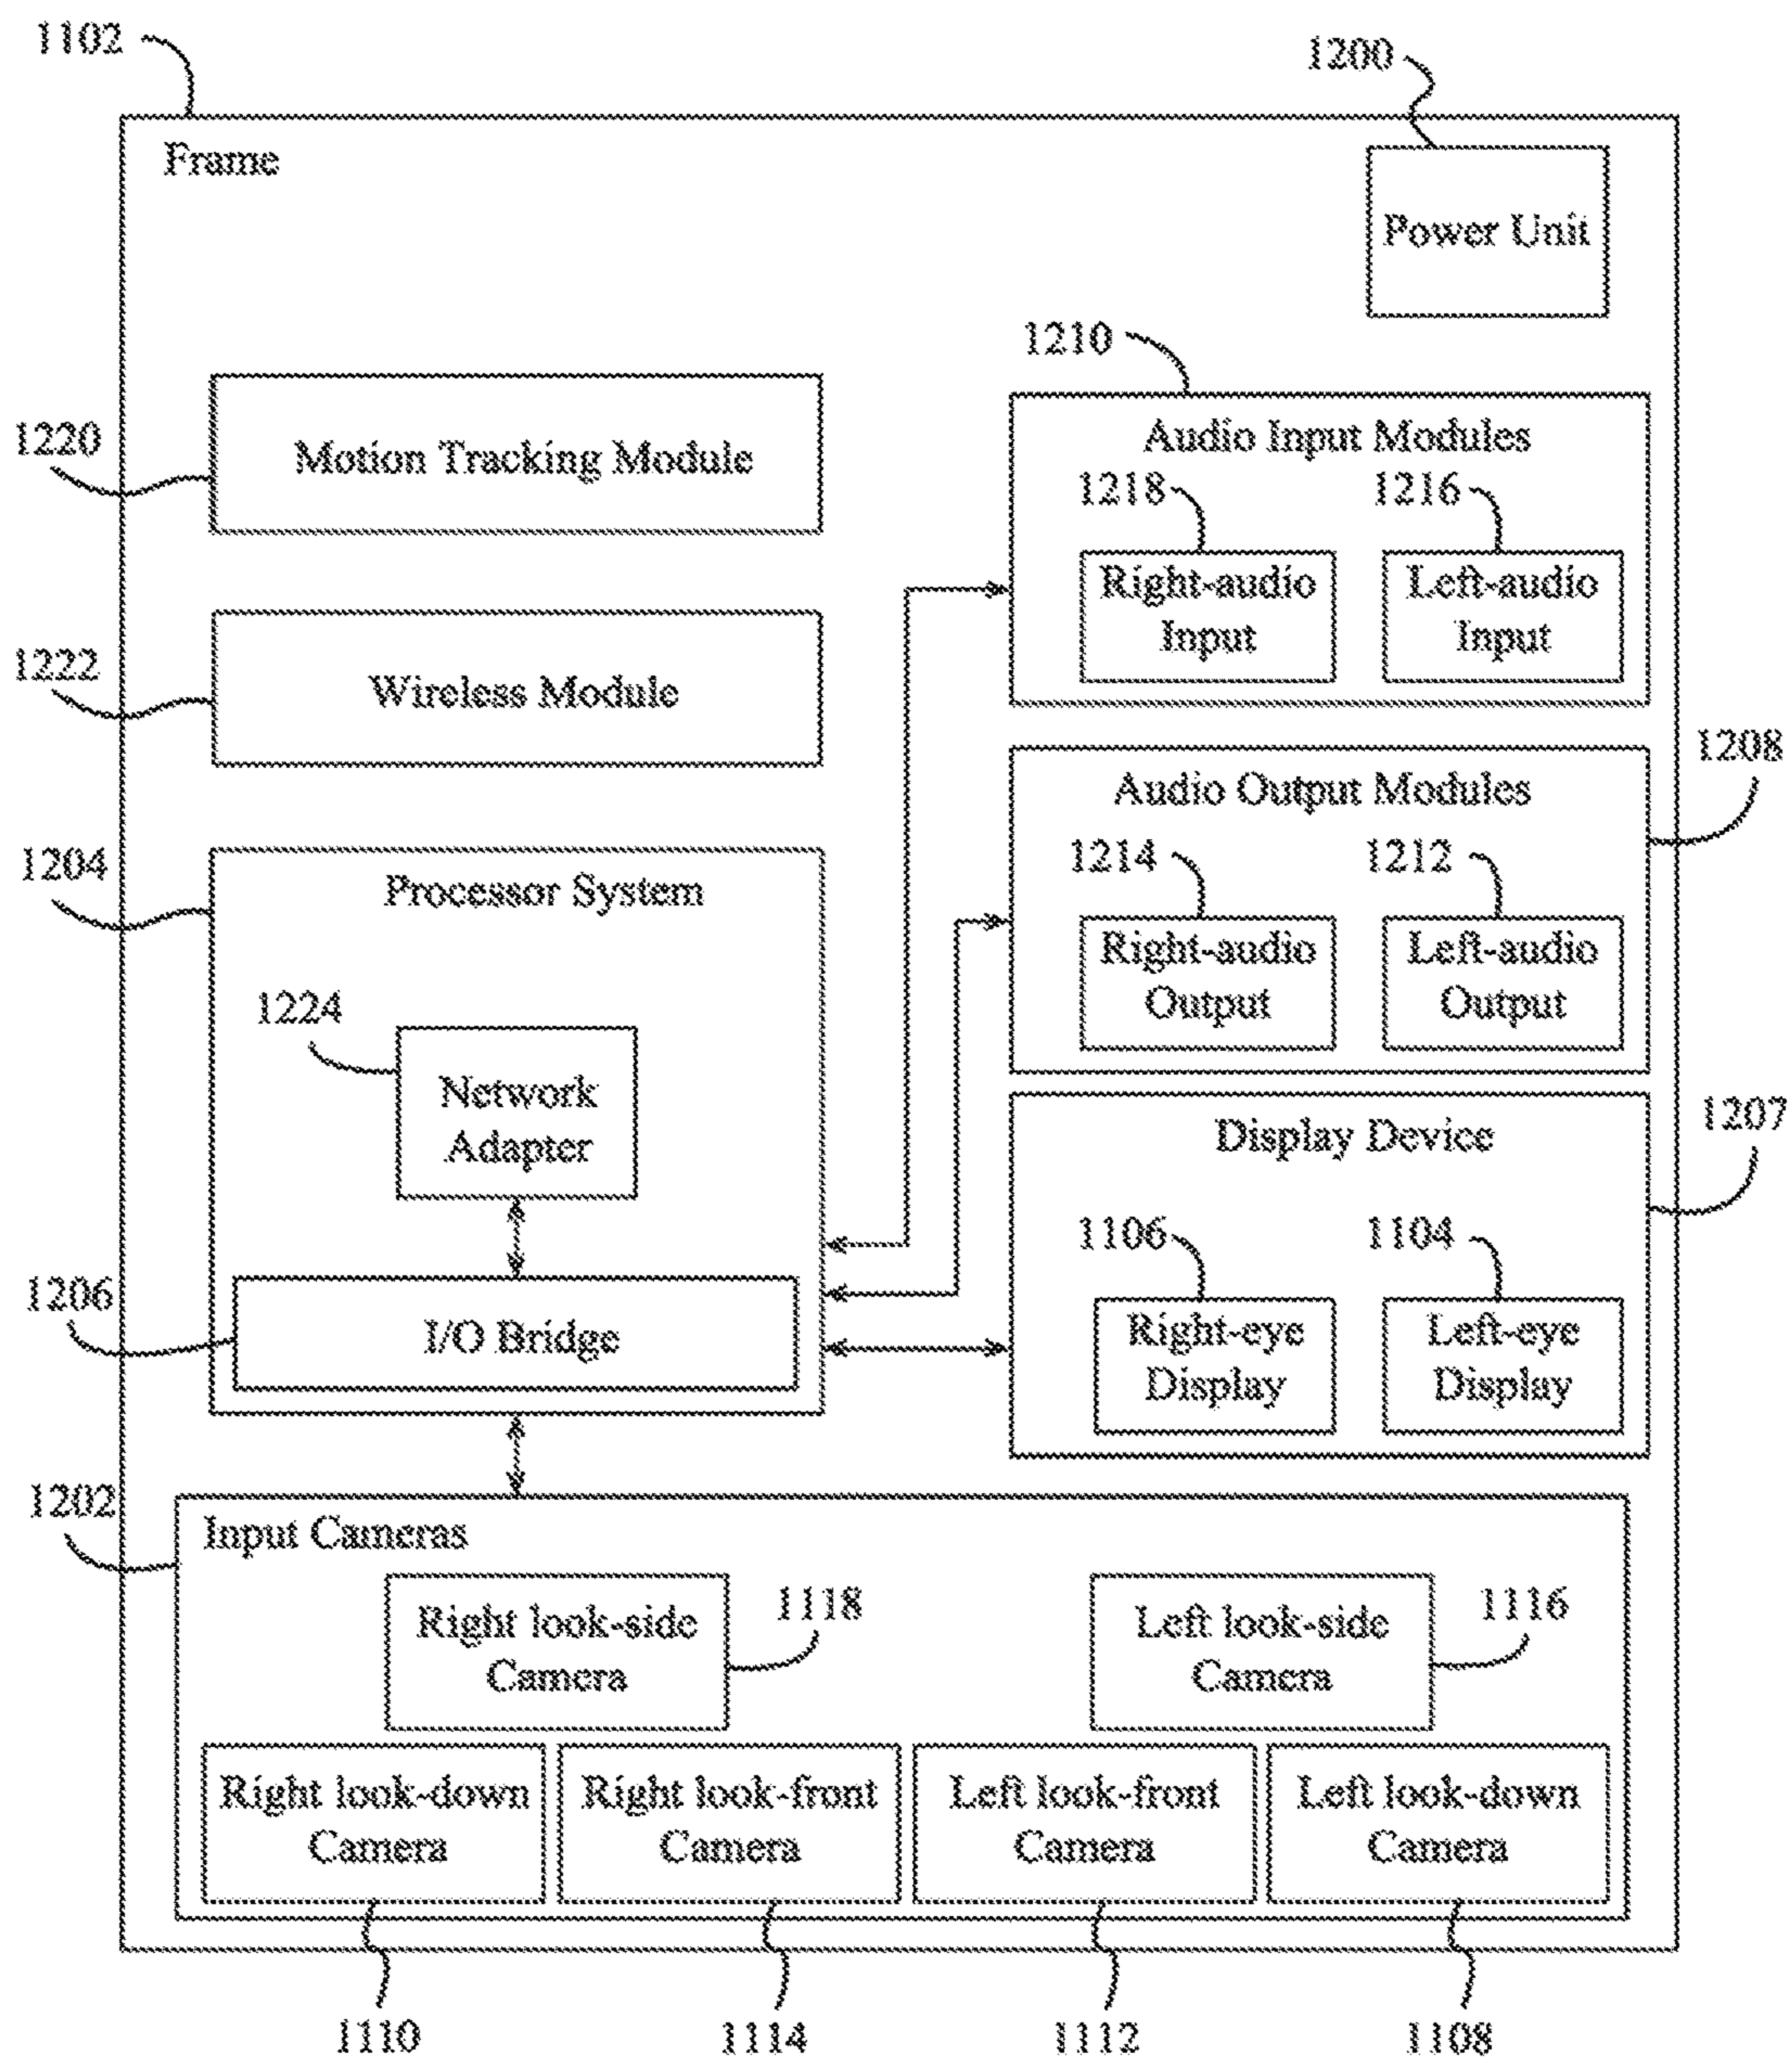 1102
1200
Frame
Power Unit
1210
1220
Motion Tracking Module
Audio Input Modules
1218
1216
Right-audio
Input
Left-audio
Input
1222
Wireless Module
1208
Audio Output Modules
1214
1212
Right-audio
Output
Left-audio
Output
1204
Processor System
1224
Network
Adapter
1207
Display Device
1106
1104
Right-eye
Display
Left-eye
Display
1206
I/O Bridge
1202
Input Cameras
Right look-side
Camera
1118
Left look-side
Camera
1116
Right look-down
Camera
Right look-front
Camera
Left look-front
Camera
Left look-down
Camera
1110
1114
1112
1108